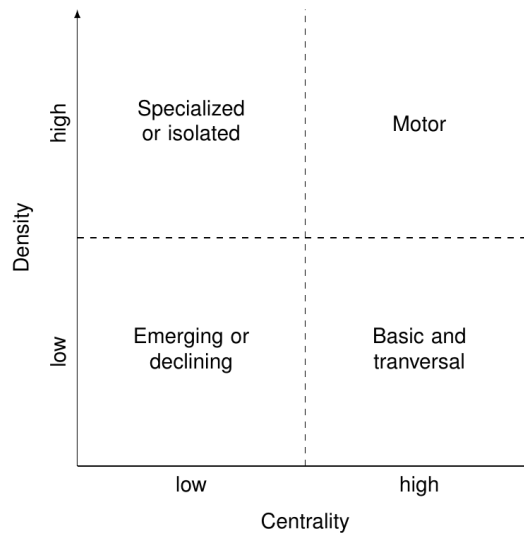 Specialized
or isolated
Motor
high
Density
Emerging or
declining
Basic and
tranversal
low
low
high
Centrality